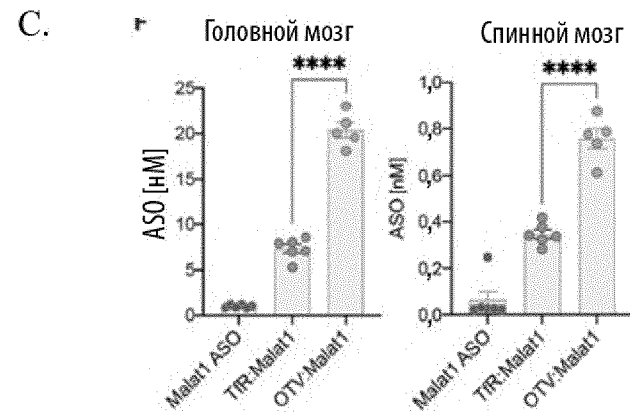 C.
г
Головной мозг
****
25
20
15
10
5
0
ASO [нМ]
Malat1 ASO
TfR:Malat1
OTV:Malat1
Спинной мозг
****
1,0
0,8
0,6
0,4
0,2
0,0
ASO [nM]
Malat1 ASO
TfR:Malat1
OTV:Malat1